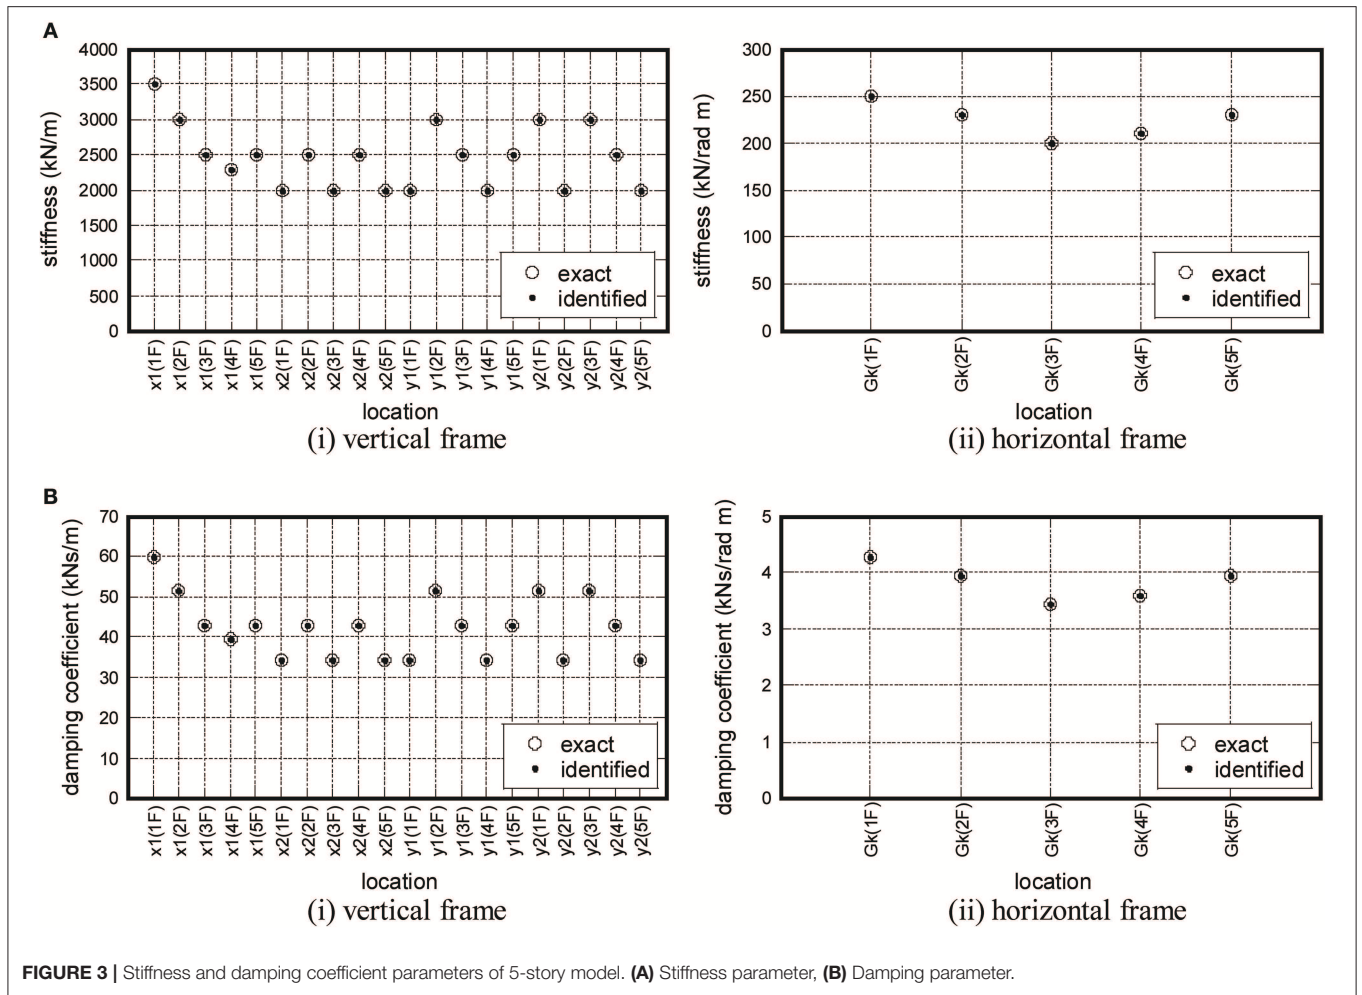 A
4000
3500
3000
2500
2000
1500
1000
500
0
stiffness (kN/m)
exact
identified
x1(1F) x1(2F) x1(3F) x1(4F) x1(5F) x2(1F) x2(2F) x2(3F) x2(4F) x2(5F) y1(1F) y1(2F) y1(3F) y1(4F) y1(5F) y2(1F) y2(2F) y2(3F) y2(4F) y2(5F)
location
(i) vertical frame
300
250
200
150
100
50
0
stiffness (kN/rad m)
exact
identified
Gk(1F) Gk(2F) Gk(3F) Gk(4F) Gk(5F)
location
(ii) horizontal frame
B
70
60
50
40
30
20
10
0
damping coefficient (kNs/m)
exact
identified
x1(1F) x1(2F) x1(3F) x1(4F) x1(5F) x2(1F) x2(2F) x2(3F) x2(4F) x2(5F) y1(1F) y1(2F) y1(3F) y1(4F) y1(5F) y2(1F) y2(2F) y2(3F) y2(4F) y2(5F)
location
(i) vertical frame
5
4
3
2
1
0
damping coefficient (kNs/rad m)
exact
identified
Gk(1F) Gk(2F) Gk(3F) Gk(4F) Gk(5F)
location
(ii) horizontal frame
FIGURE 3 | Stiffness and damping coefficient parameters of 5-story model. (A) Stiffness parameter, (B) Damping parameter.